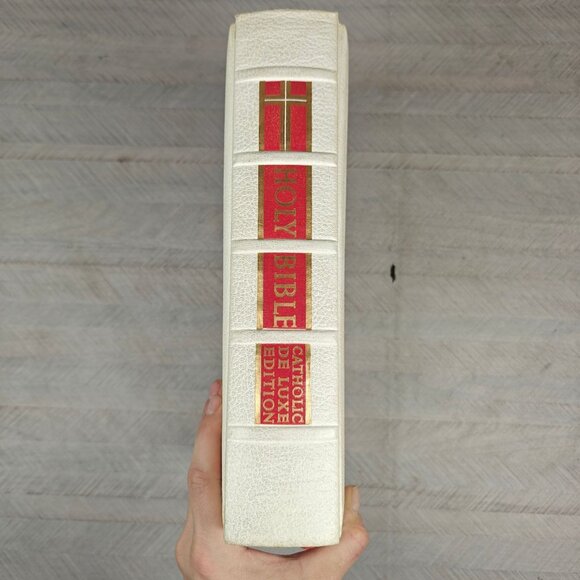 HOLY BIBLE
CATHOLIC
DE LUXE
EDITION